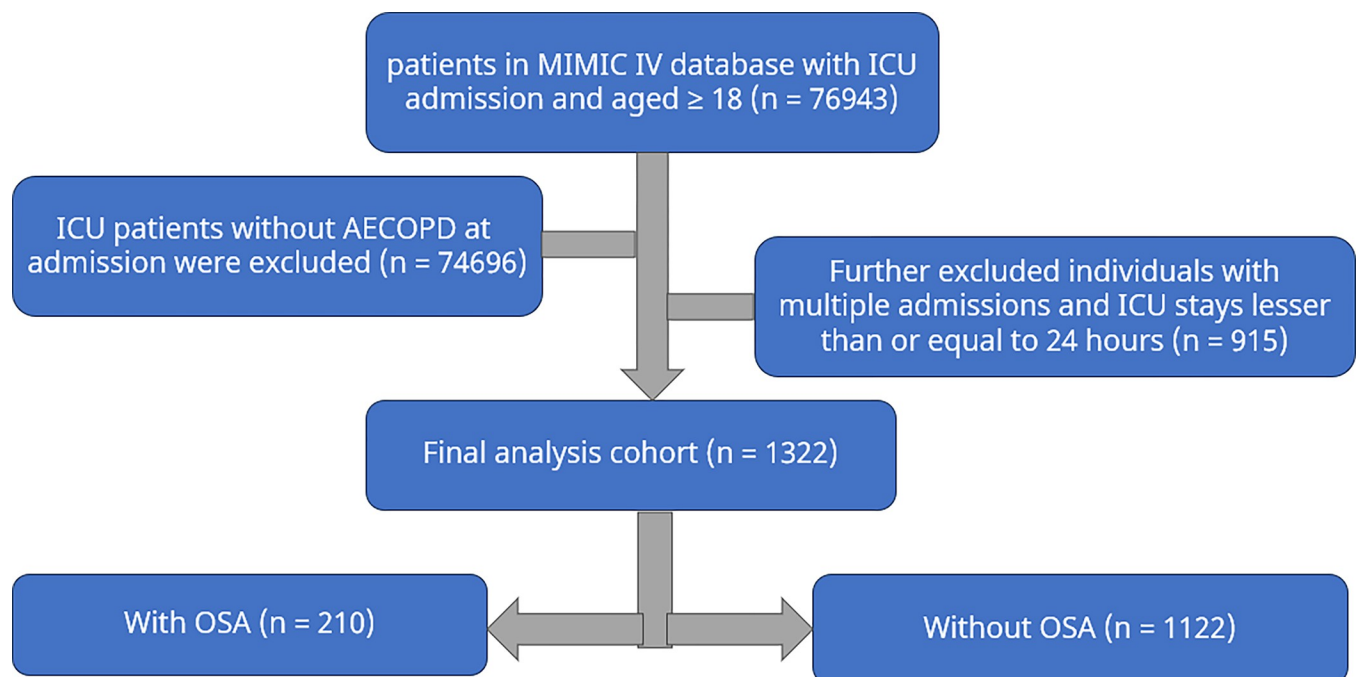 patients in MIMIC IV database with ICU
admission and aged ≥ 18 (n = 76943)
ICU patients without AECOPD at
admission were excluded (n = 74696)
Further excluded individuals with
multiple admissions and ICU stays lesser
than or equal to 24 hours (n = 915)
Final analysis cohort (n = 1322)
With OSA (n = 210)
Without OSA (n = 1122)